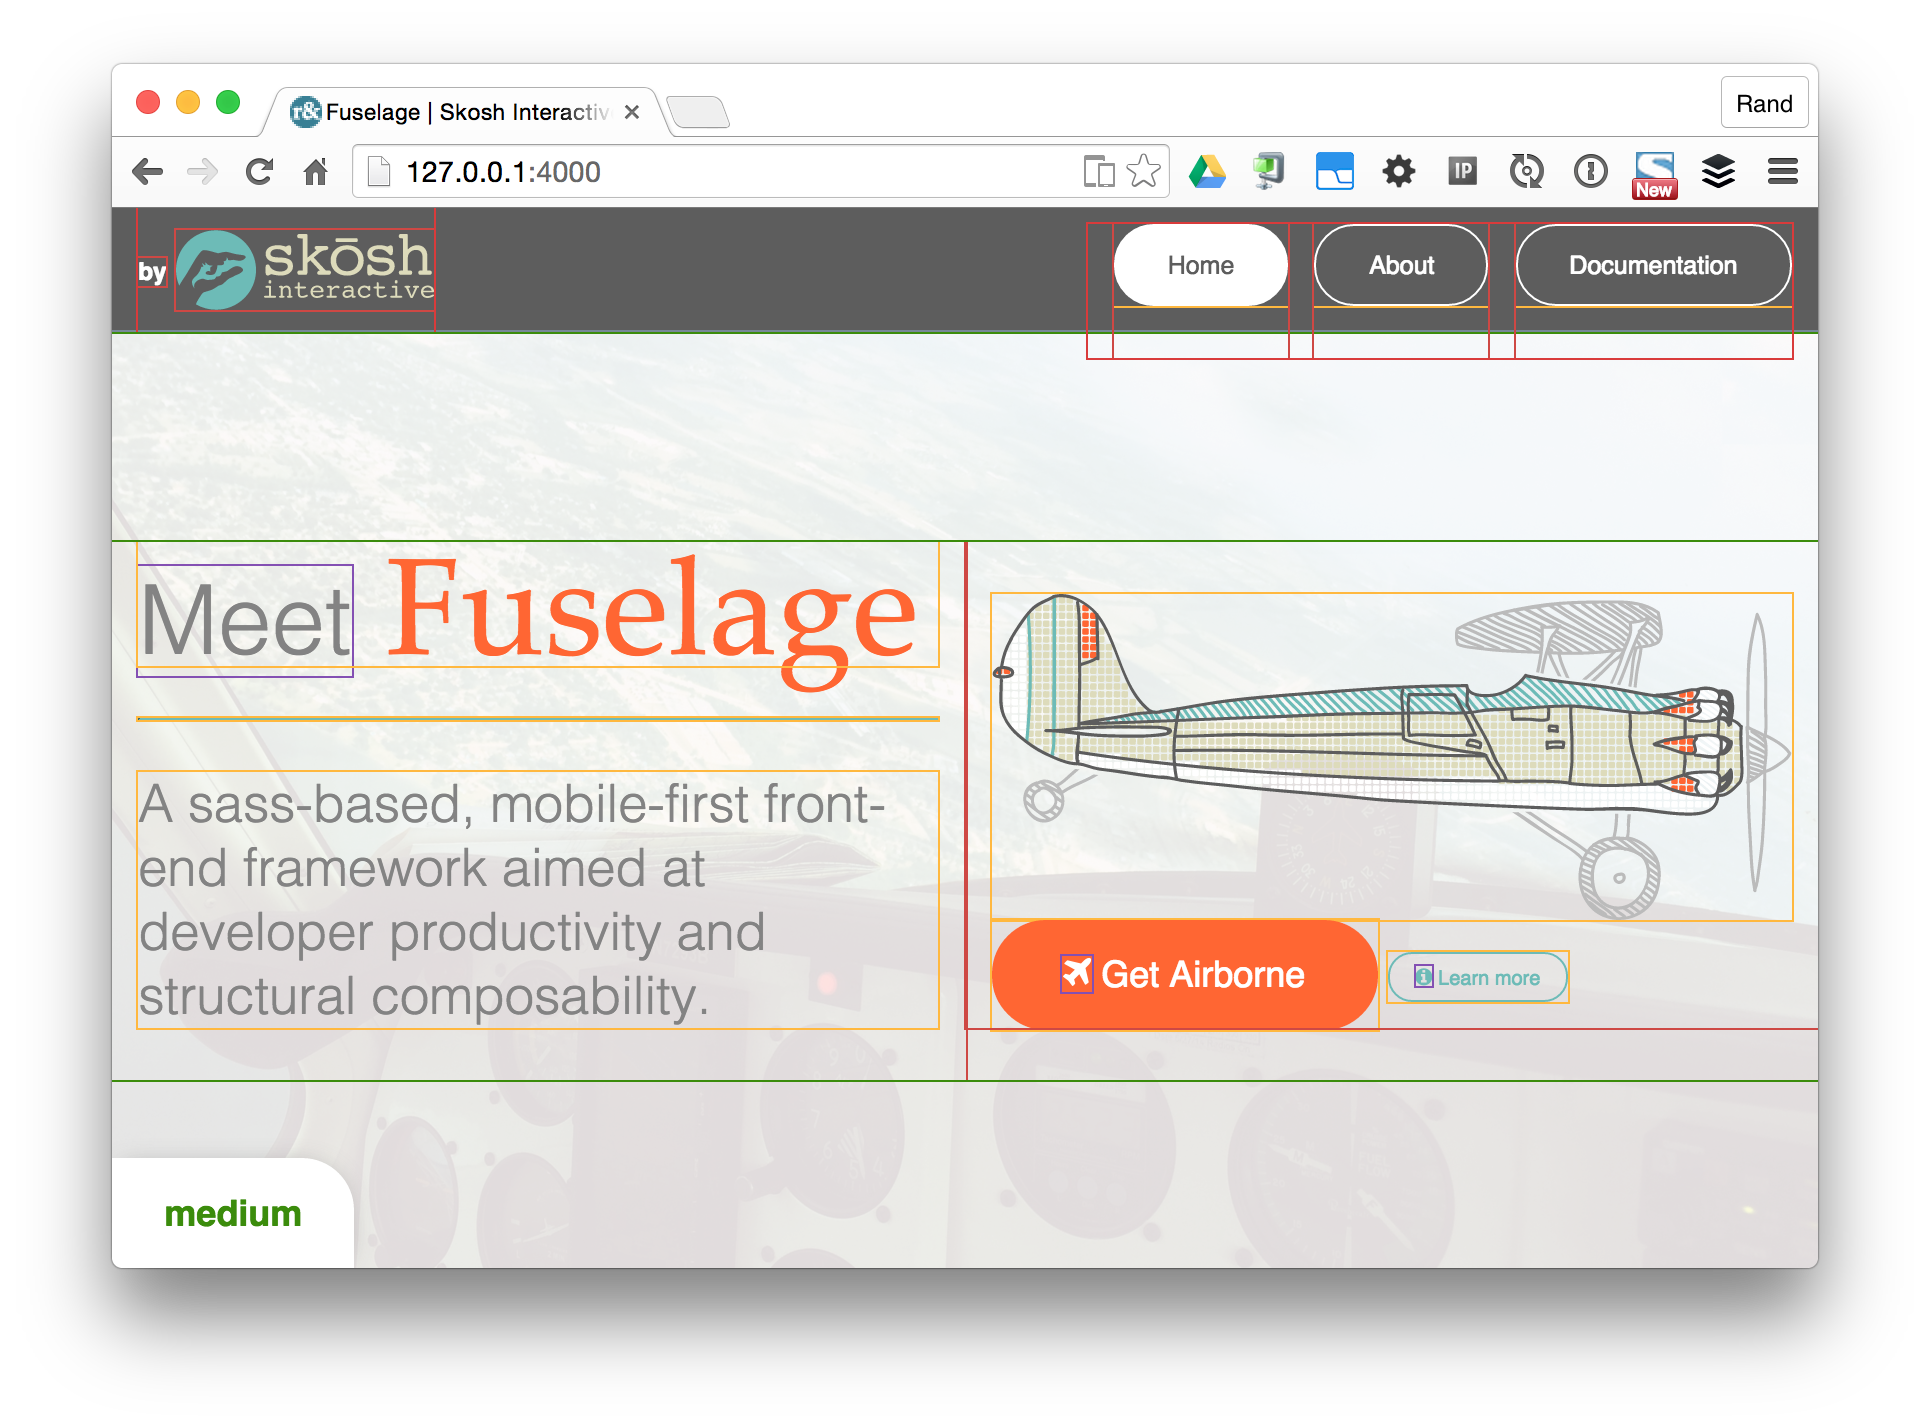 Fuselage | Skosh Interactiv
Rand
127.0.0.1:4000
IP
New
by
skōsh
interactive
Home
About
Documentation
Meet Fuselage
A sass-based, mobile-first front-
end framework aimed at
developer productivity and
structural composability.
Get Airborne
Learn more
medium